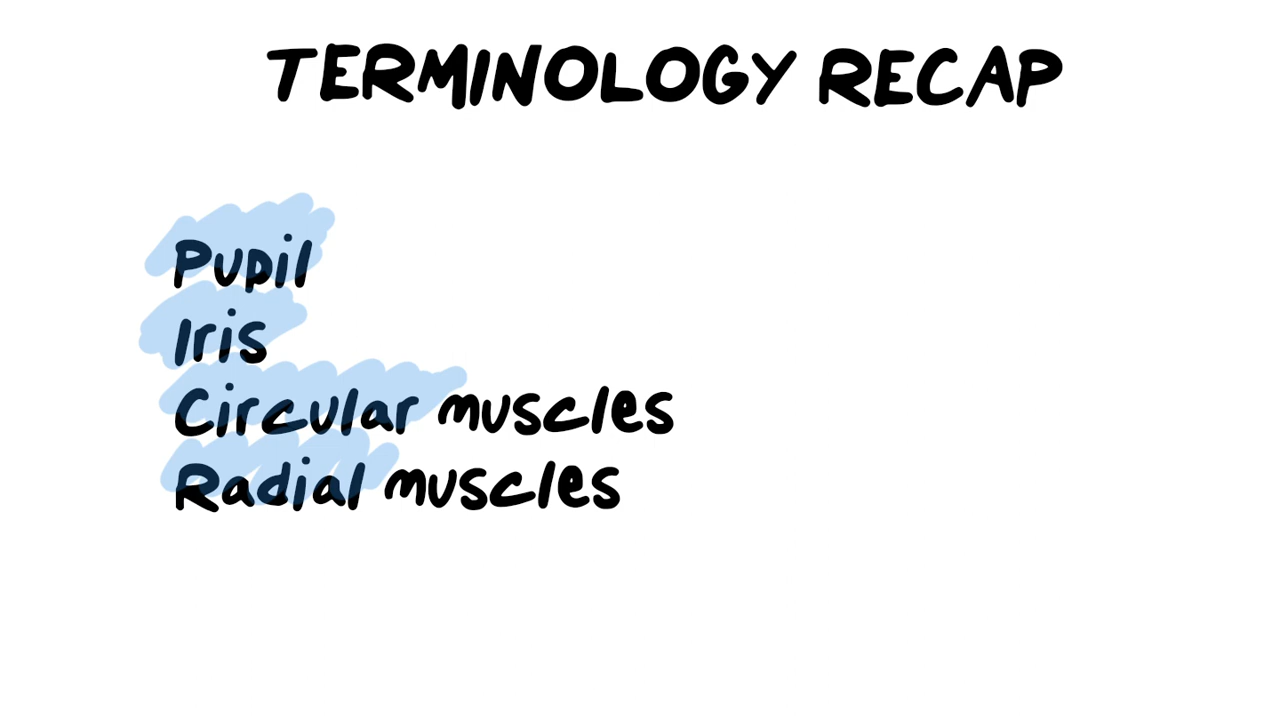 TERMINOLOGY RECAP
Pupil
Iris
Circular muscles
Radial muscles